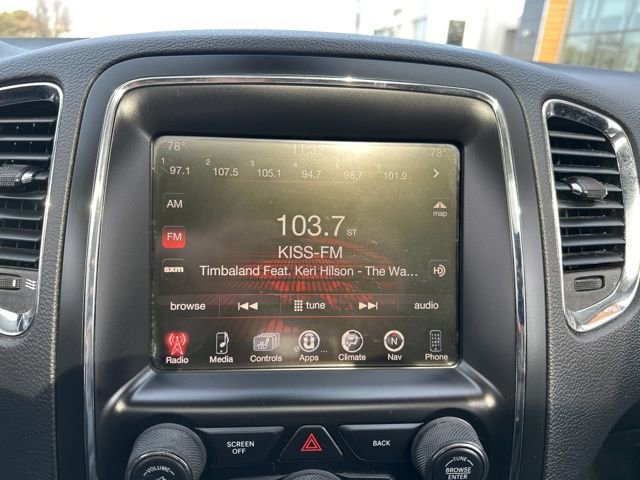 78° 11:32 78°
1 2 3 4 5 6
97.1 107.5 105.1 94.7 98.7 101.9
AM
map
FM
103.7 ST
KISS-FM
sxm
Timbaland Feat. Keri Hilson - The Wa...
HD
browse tune audio
Radio Media Controls Apps Climate Nav Phone
N
SCREEN OFF
BACK
VOLUME
TUNE
BROWSE
ENTER